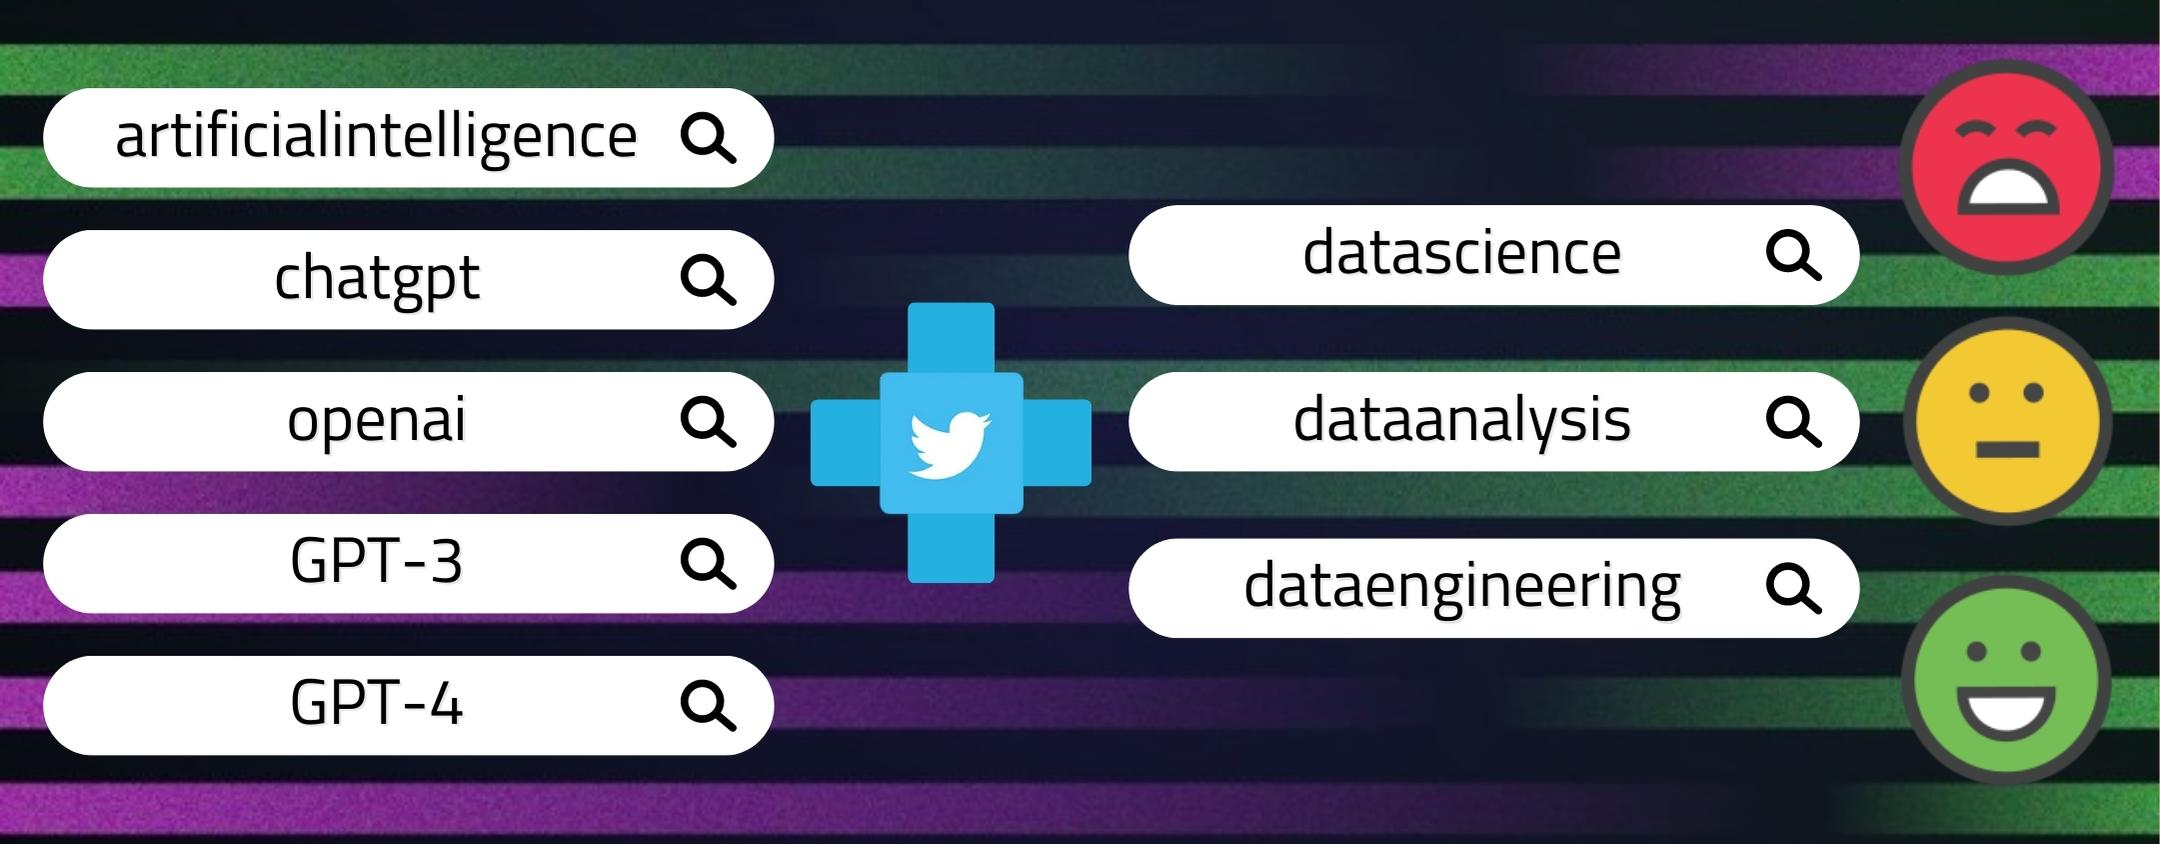 artificialintelligence
chatgpt
openai
GPT-3
GPT-4
datascience
dataanalysis
dataengineering